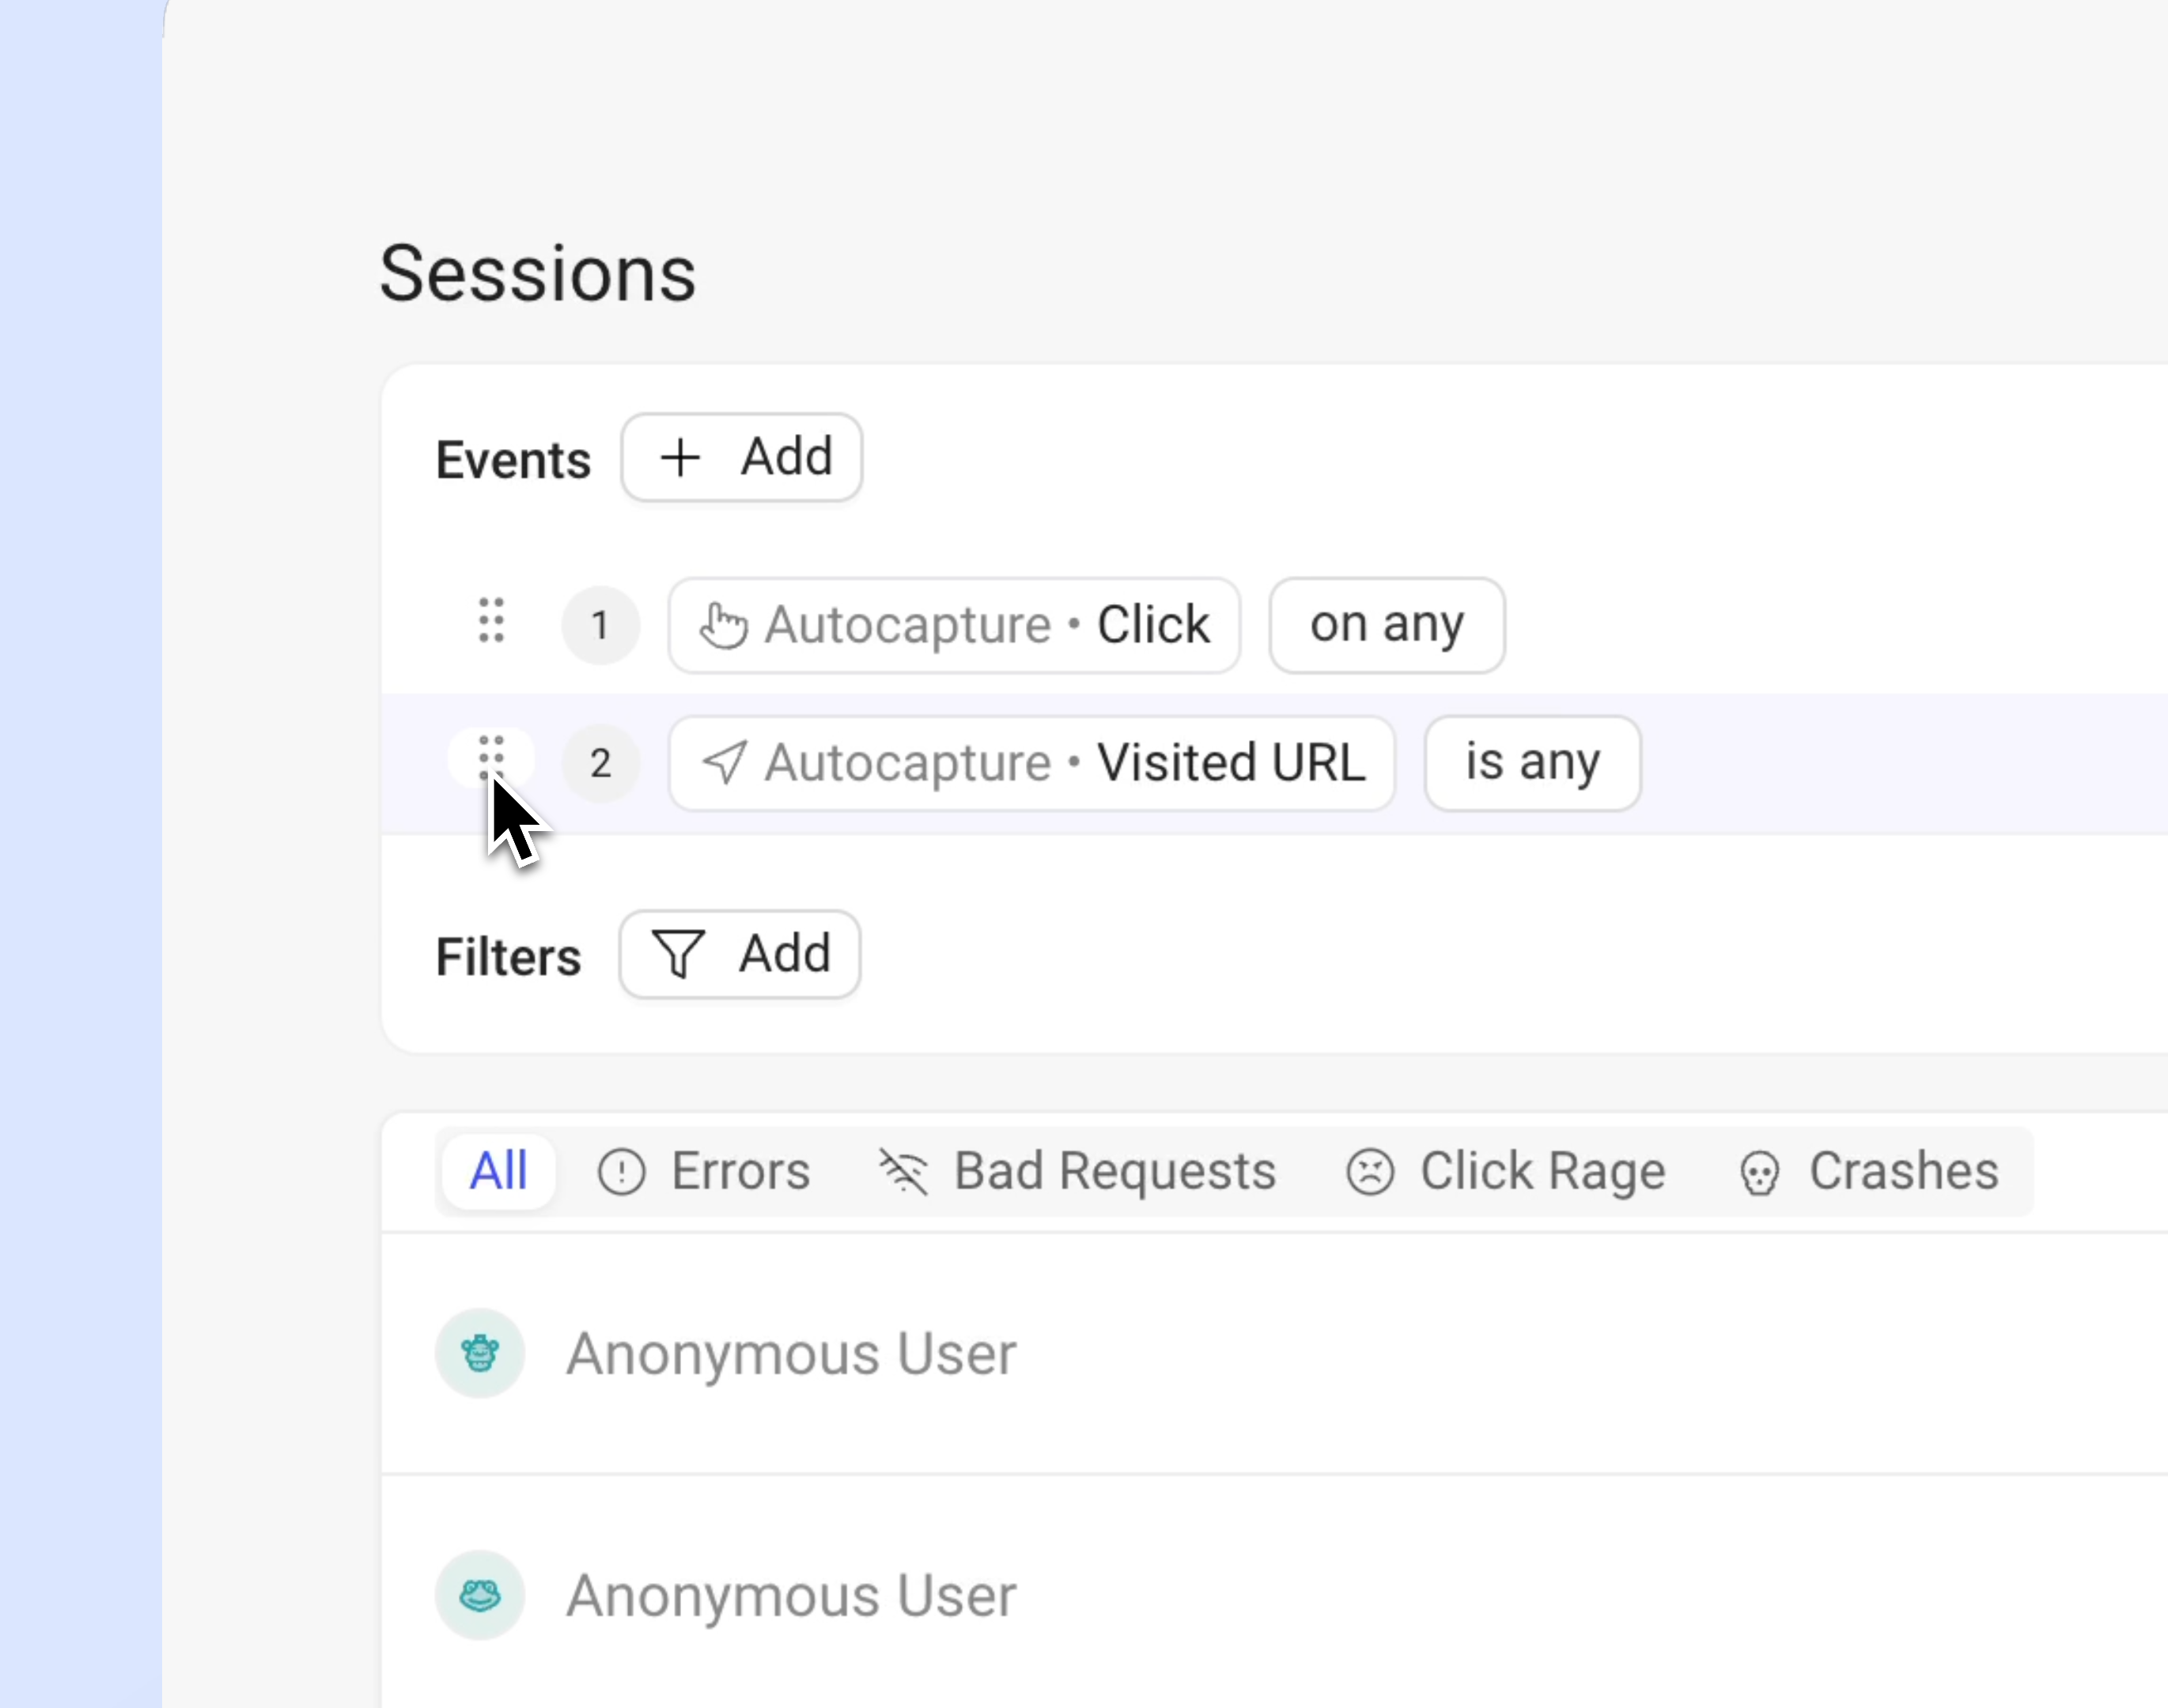 Sessions
Events + Add
1 Autocapture • Click on any
2 Autocapture • Visited URL is any
Filters Add
All Errors Bad Requests Click Rage Crashes
Anonymous User
Anonymous User